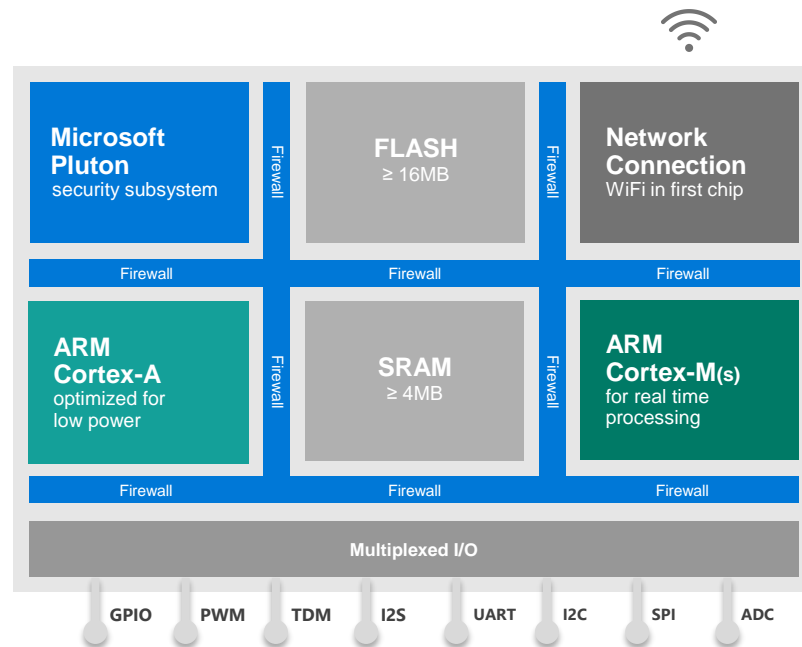 Microsoft
Pluton
security subsystem
Firewall
FLASH
≥ 16MB
Firewall
Network
Connection
WiFi in first chip
Firewall
Firewall
Firewall
ARM
Cortex-A
optimized for
low power
Firewall
SRAM
≥ 4MB
Firewall
ARM
Cortex-M(s)
for real time
processing
Firewall
Firewall
Firewall
Multiplexed I/O
GPIO
PWM
TDM
I2S
UART
I2C
SPI
ADC